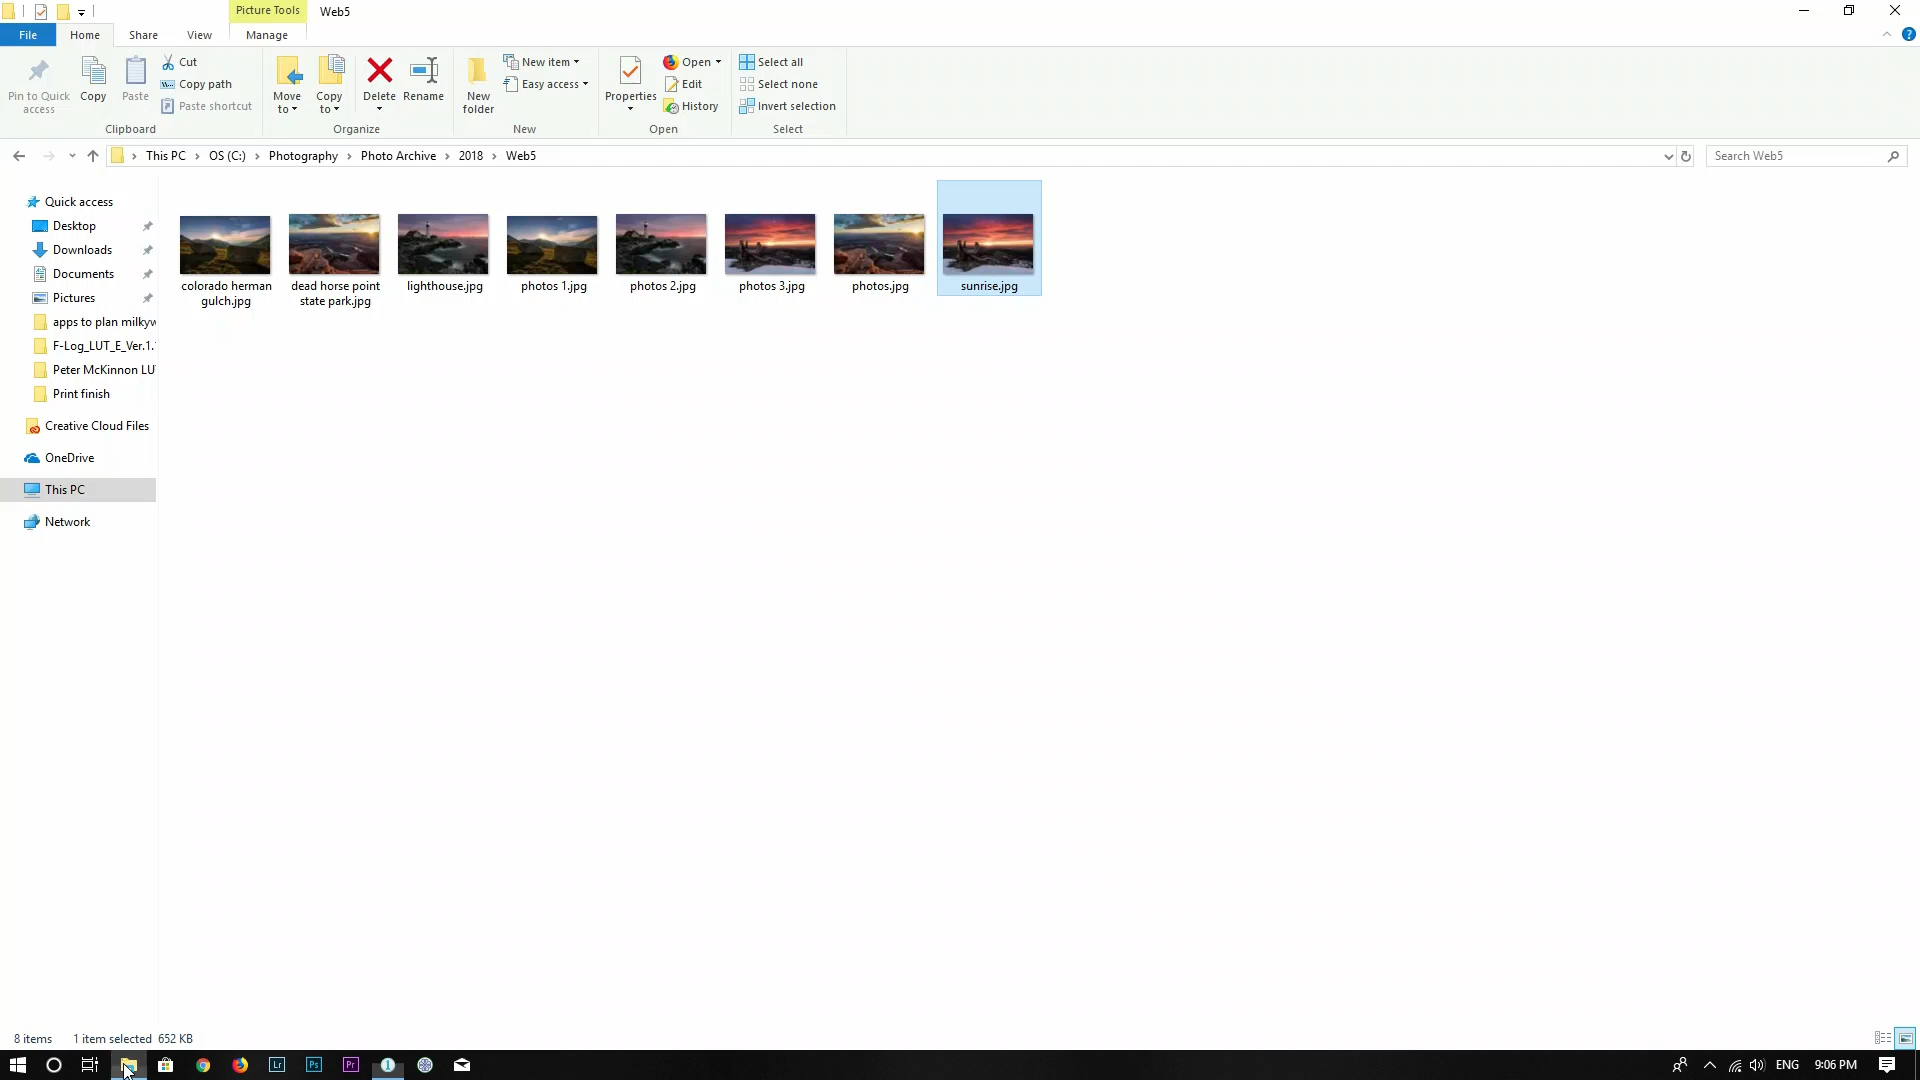 Picture Tools
Web5
File
Home
Share
View
Manage
Pin to Quick
access
Copy
Paste
Cut
Copy path
Paste shortcut
Clipboard
Move
to
Copy
to
Delete
Rename
Organize
New
folder
New item
Easy access
New
Properties
Open
Edit
History
Open
Select all
Select none
Invert selection
Select
This PC
OS (C:)
Photography
Photo Archive
2018
Web5
Search Web5
Quick access
Desktop
Downloads
Documents
Pictures
apps to plan milkyw
F-Log_LUT_E_Ver.1.
Peter McKinnon LU
Print finish
Creative Cloud Files
OneDrive
This PC
Network
colorado herman
gulch.jpg
dead horse point
state park.jpg
lighthouse.jpg
photos 1.jpg
photos 2.jpg
photos 3.jpg
photos.jpg
sunrise.jpg
8 items
1 item selected 652 KB
Lr
Ps
Pr
ENG
9:06 PM